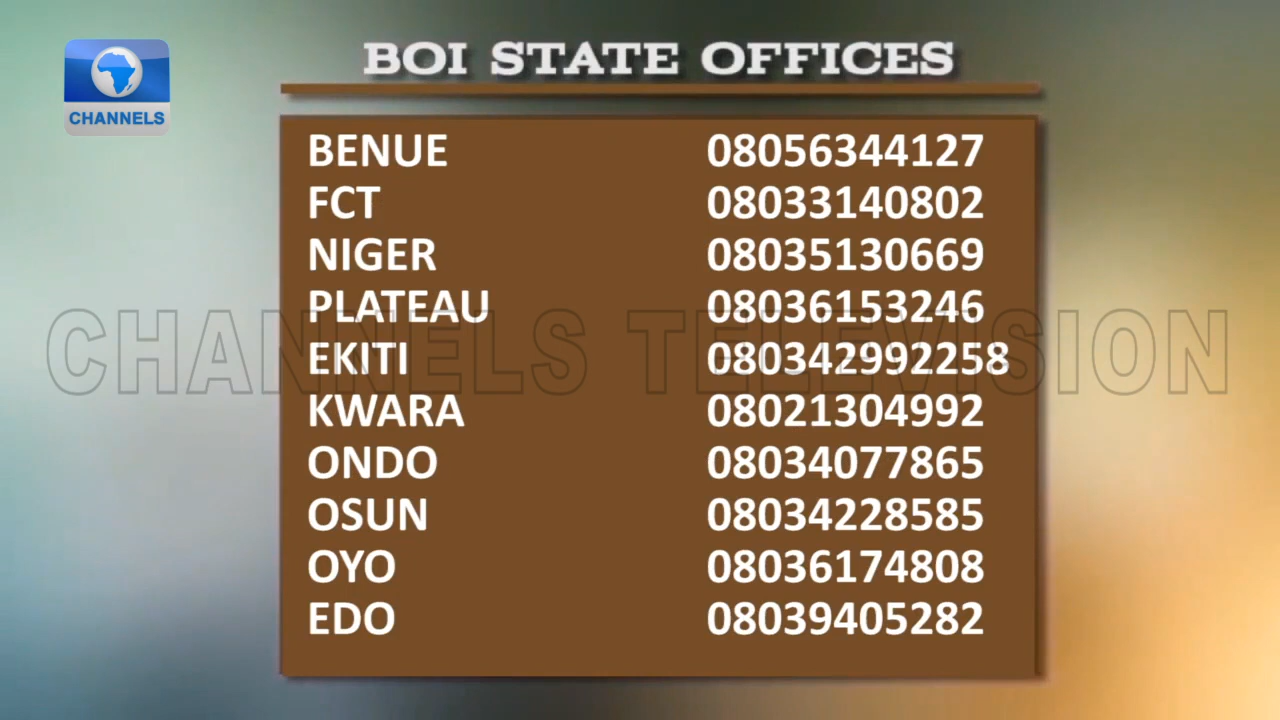 BOI STATE OFFICES
CHANNELS
BENUE 08056344127
FCT 08033140802
NIGER 08035130669
PLATEAU 08036153246
CHANNELS TELEVISION
EKITI 080342992258
KWARA 08021304992
ONDO 08034077865
OSUN 08034228585
OYO 08036174808
EDO 08039405282